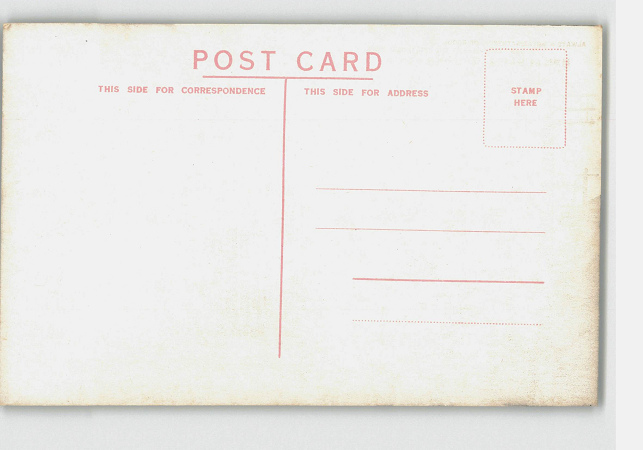 POST CARD
THIS SIDE FOR CORRESPONDENCE
THIS SIDE FOR ADDRESS
STAMP
HERE